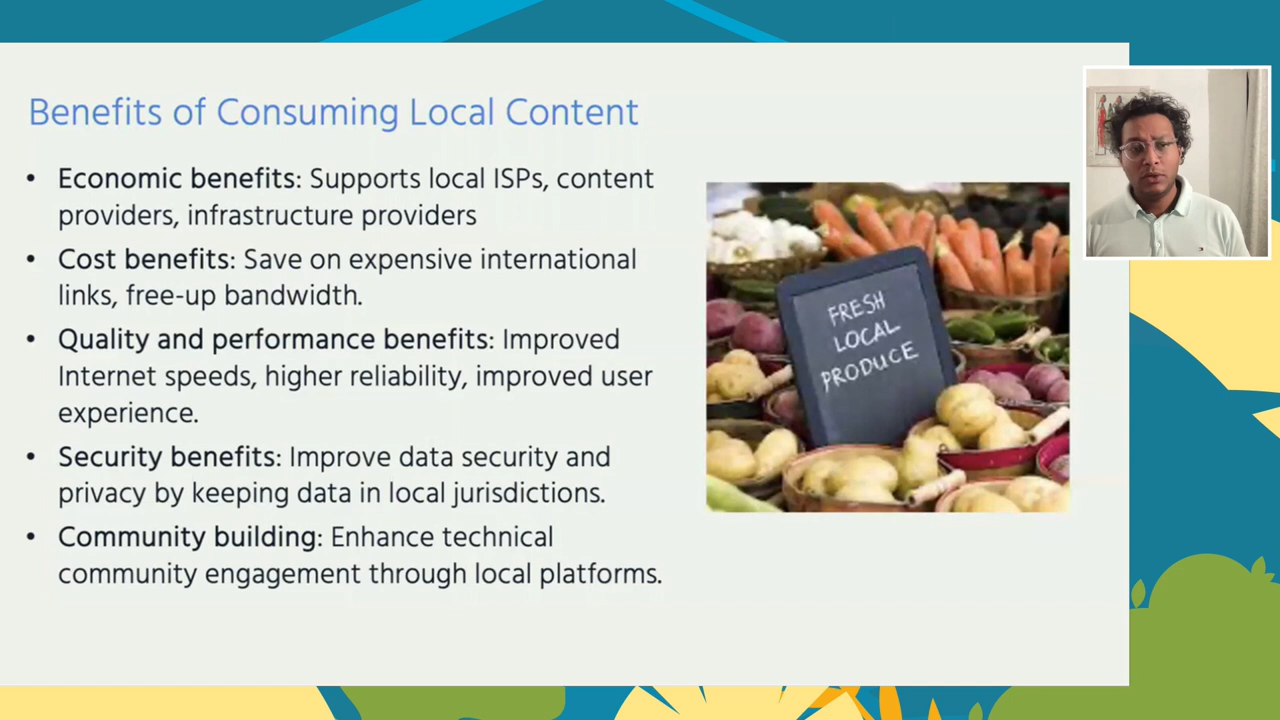 Benefits of Consuming Local Content
• Economic benefits: Supports local ISPs, content
providers, infrastructure providers
• Cost benefits: Save on expensive international
links, free-up bandwidth.
• Quality and performance benefits: Improved
Internet speeds, higher reliability, improved user
experience.
• Security benefits: Improve data security and
privacy by keeping data in local jurisdictions.
• Community building: Enhance technical
community engagement through local platforms.
FRESH
LOCAL
PRODUCE